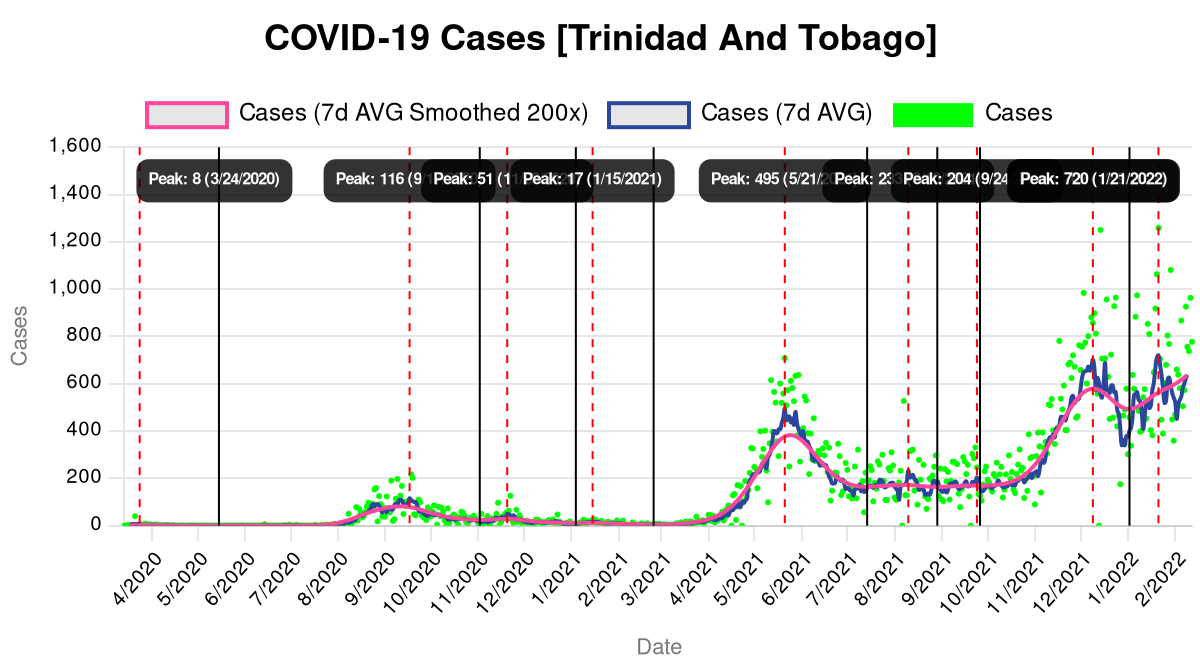 COVID-19 Cases [Trinidad And Tobago]
Cases (7d AVG Smoothed 200x) Cases (7d AVG) Cases
1,600
Peak: 8 (3/24/2020) Peak: 116 (9/ Peak: 51 (1 Peak: 17 (1/15/2021) Peak: 495 (5/21/ Peak: 23 Peak: 204 (9/24 Peak: 720 (1/21/2022)
1,400
1,200
1,000
800
600
400
200
0
Cases
4/2020 5/2020 6/2020 7/2020 8/2020 9/2020 10/2020 11/2020 12/2020 1/2021 2/2021 3/2021 4/2021 5/2021 6/2021 7/2021 8/2021 9/2021 10/2021 11/2021 12/2021 1/2022 2/2022
Date